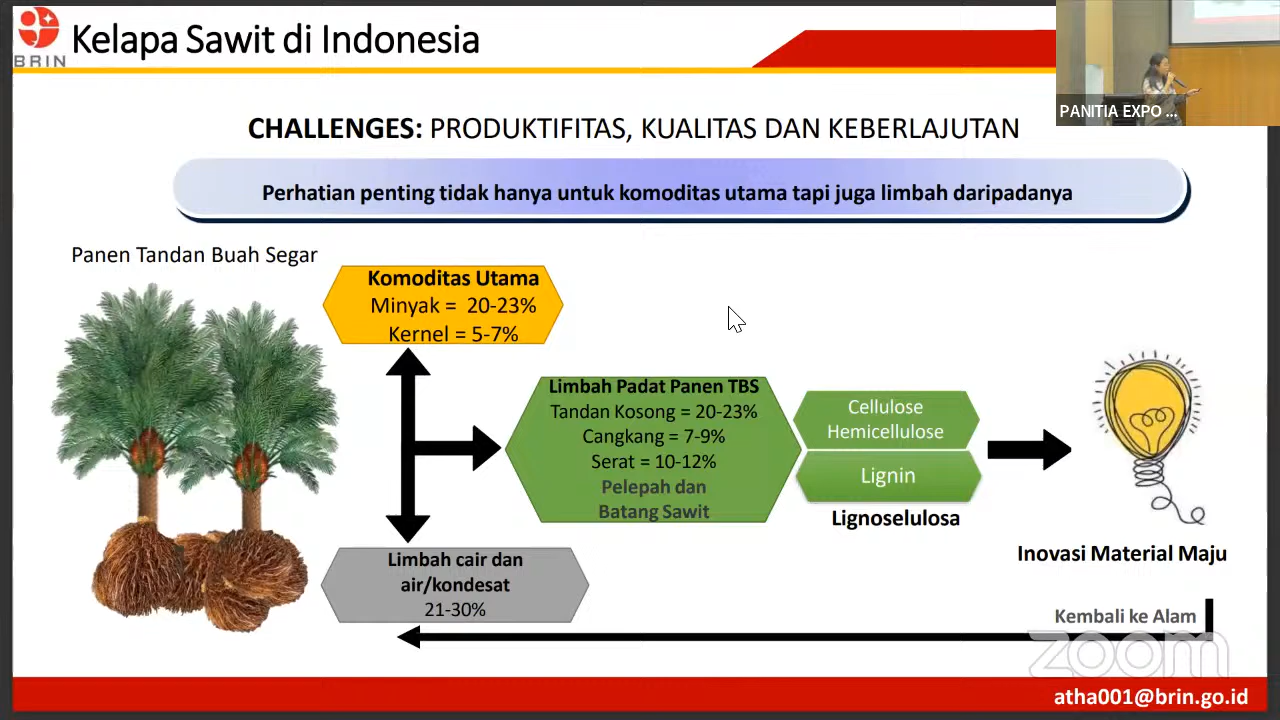 BRIN
Kelapa Sawit di Indonesia
PANITIA EXPO ...
CHALLENGES: PRODUKTIFITAS, KUALITAS DAN KEBERLAJUTAN
Perhatian penting tidak hanya untuk komoditas utama tapi juga limbah daripadanya
Panen Tandan Buah Segar
Komoditas Utama
Minyak = 20-23%
Kernel = 5-7%
Limbah Padat Panen TBS
Tandan Kosong = 20-23%
Cangkang = 7-9%
Serat = 10-12%
Pelepah dan
Batang Sawit
Cellulose
Hemicellulose
Lignin
Lignoselulosa
Inovasi Material Maju
Limbah cair dan
air/kondesat
21-30%
Kembali ke Alam
zoom
atha001@brin.go.id